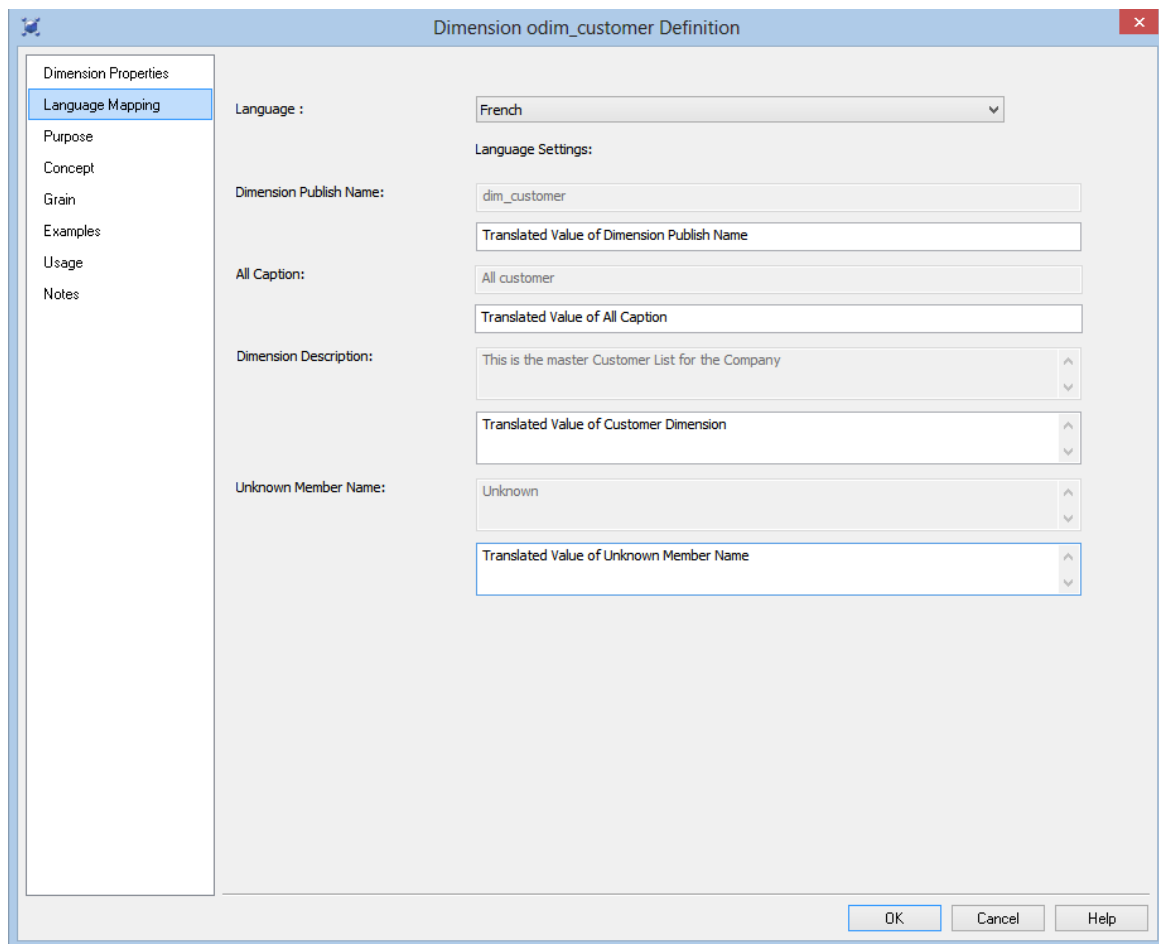 Dimension odim_customer Definition
Dimension Properties
Language Mapping
Purpose
Concept
Grain
Examples
Usage
Notes
Language :
French
Language Settings:
Dimension Publish Name:
dim_customer
Translated Value of Dimension Publish Name
All Caption:
All customer
Translated Value of All Caption
Dimension Description:
This is the master Customer List for the Company
Translated Value of Customer Dimension
Unknown Member Name:
Unknown
Translated Value of Unknown Member Name
OK
Cancel
Help